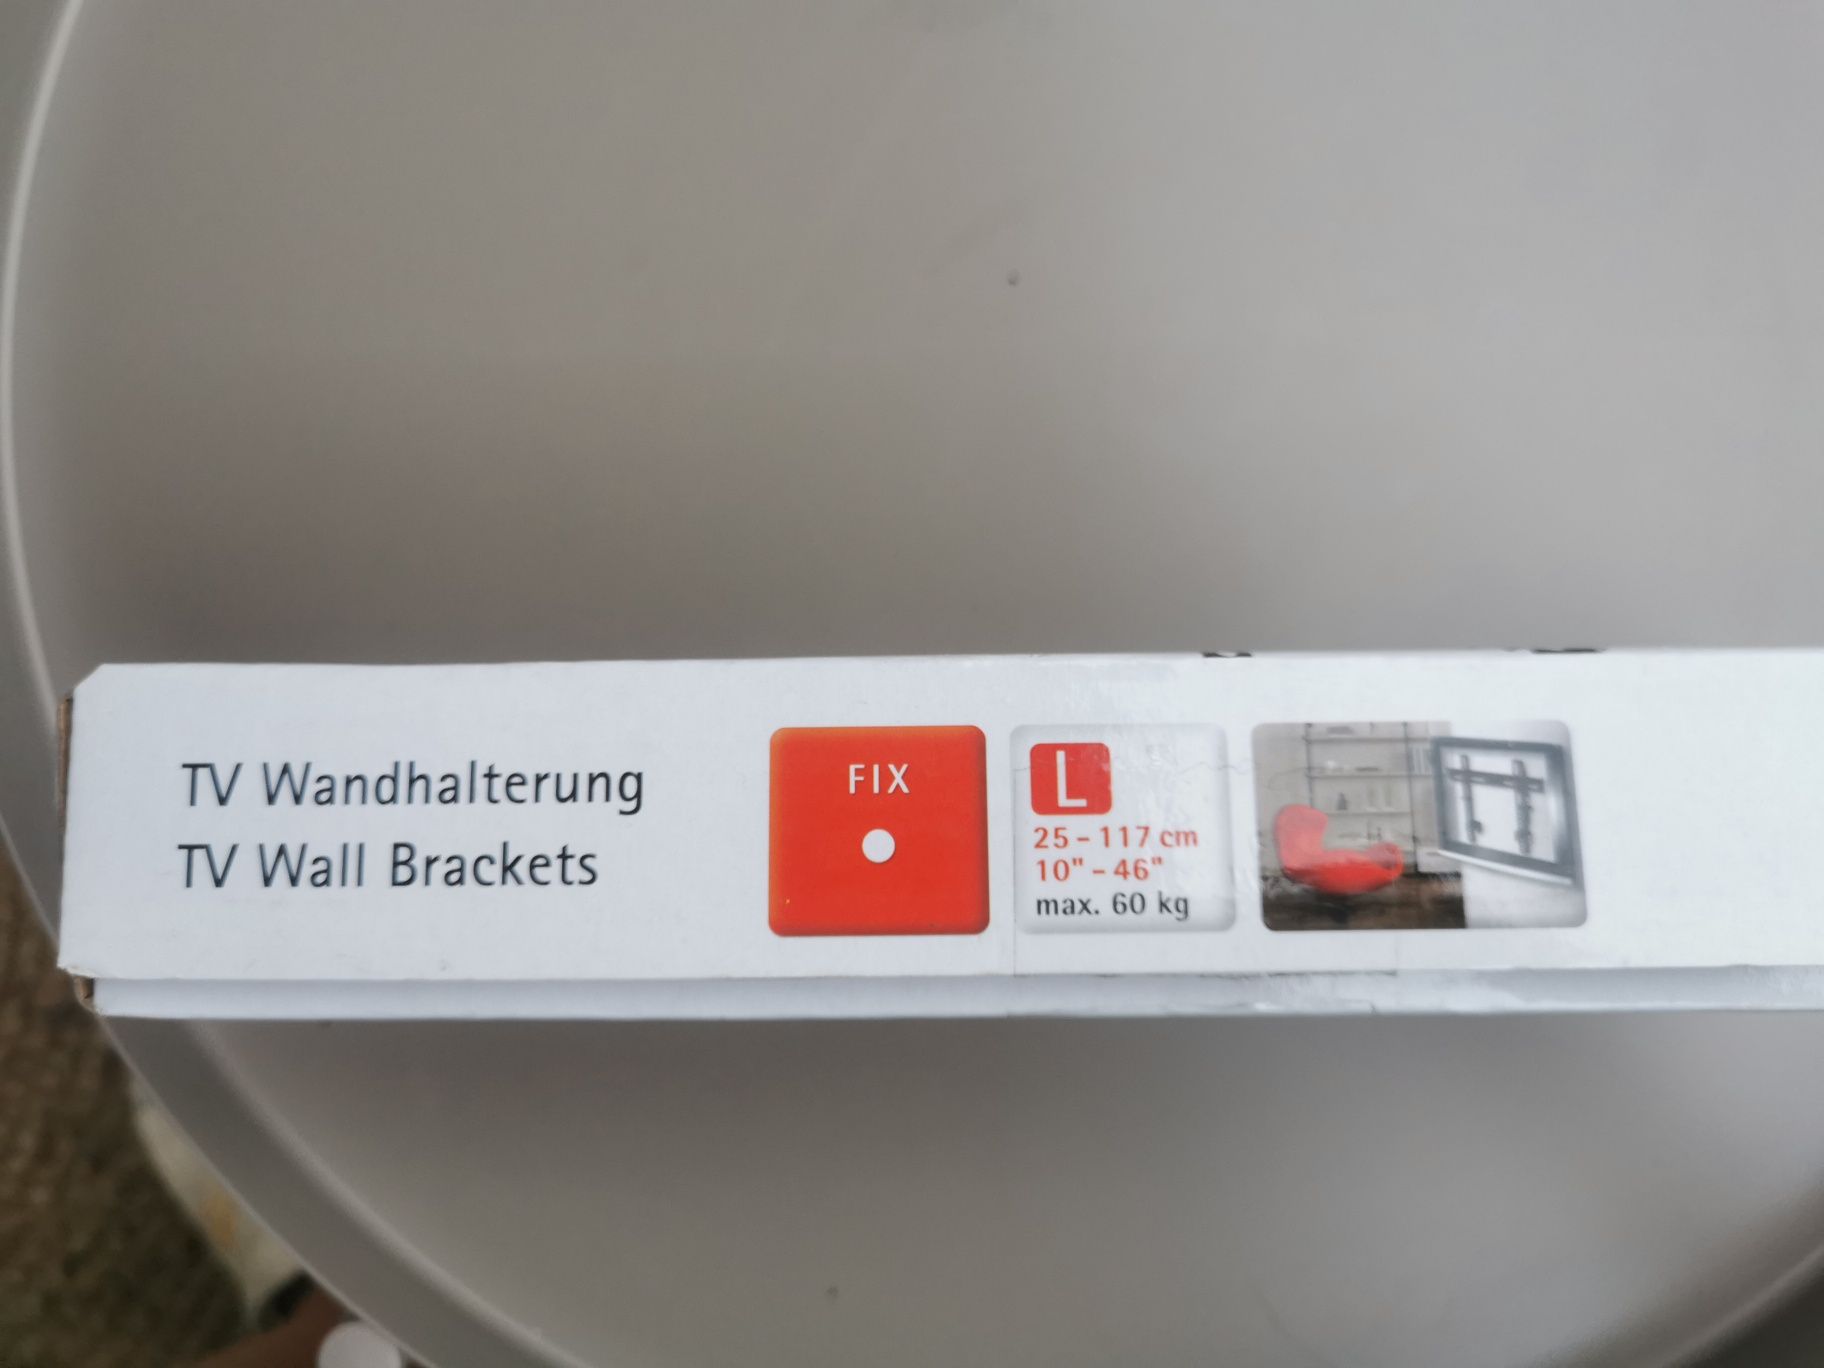 TV Wandhalterung
TV Wall Brackets
FIX
L
25 – 117 cm
10" – 46"
max. 60 kg